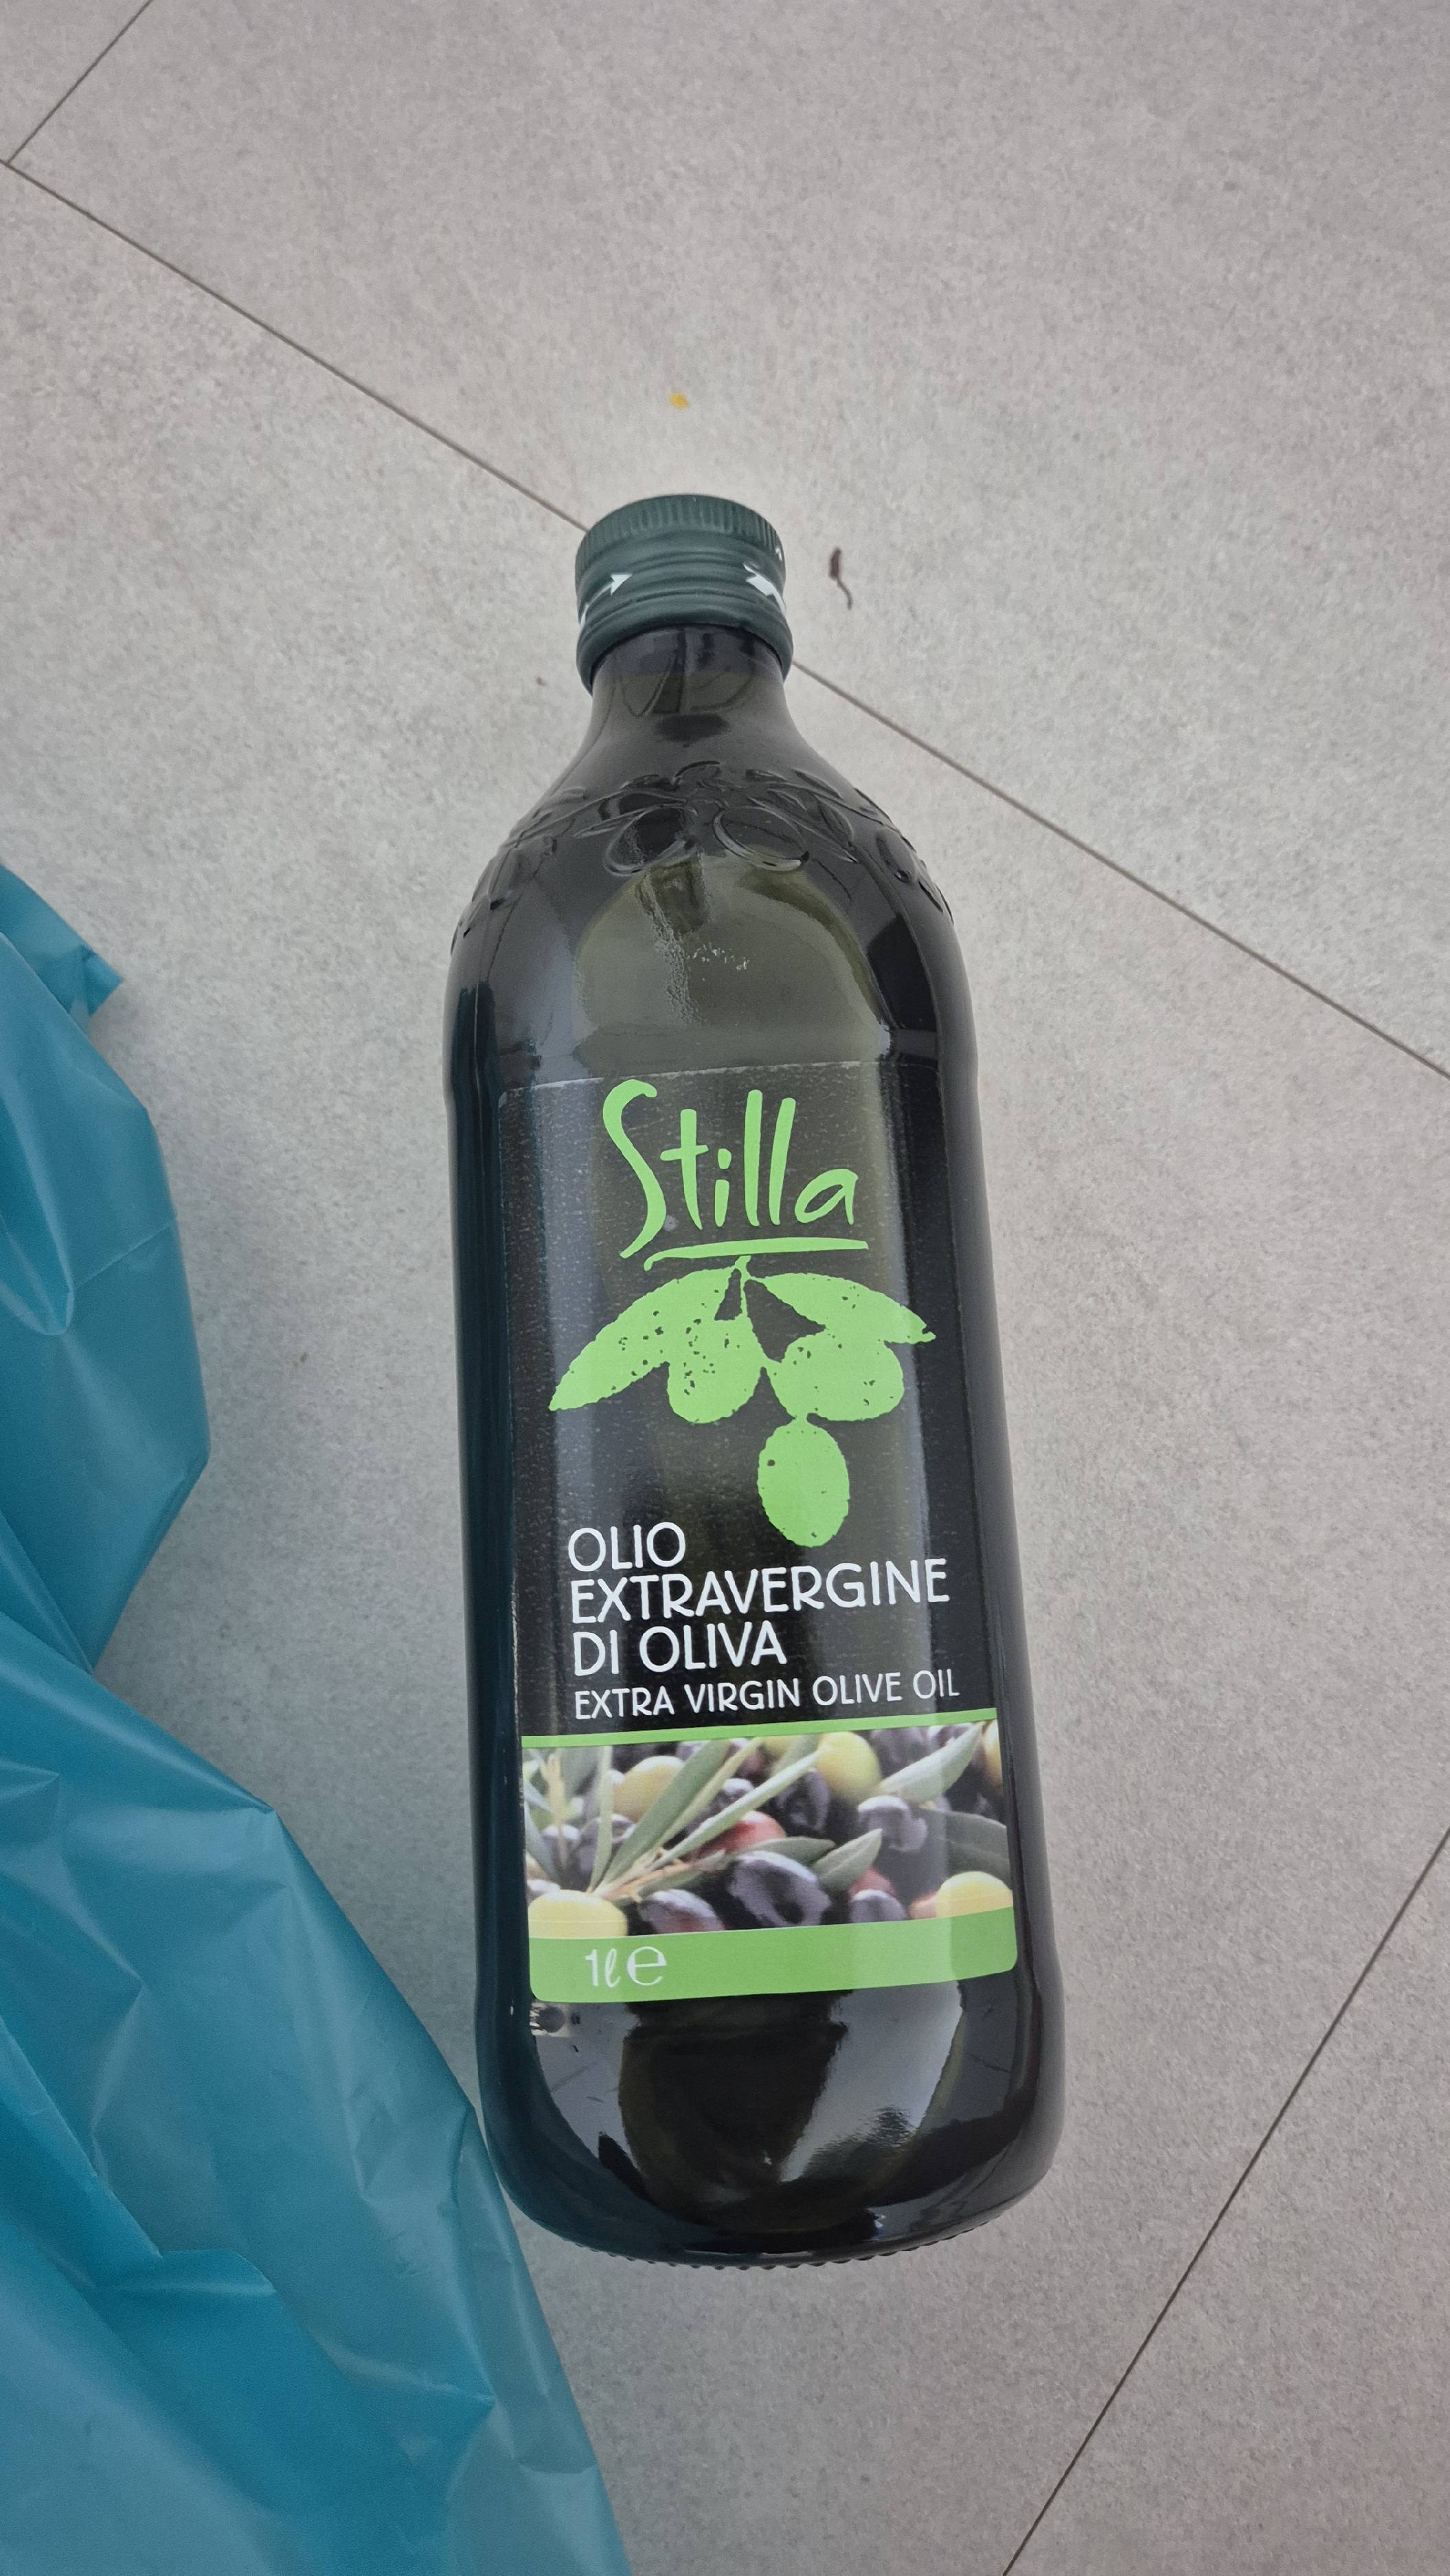 Stilla
OLIO
EXTRAVERGINE
DI OLIVA
EXTRA VIRGIN OLIVE OIL
1ℓ℮